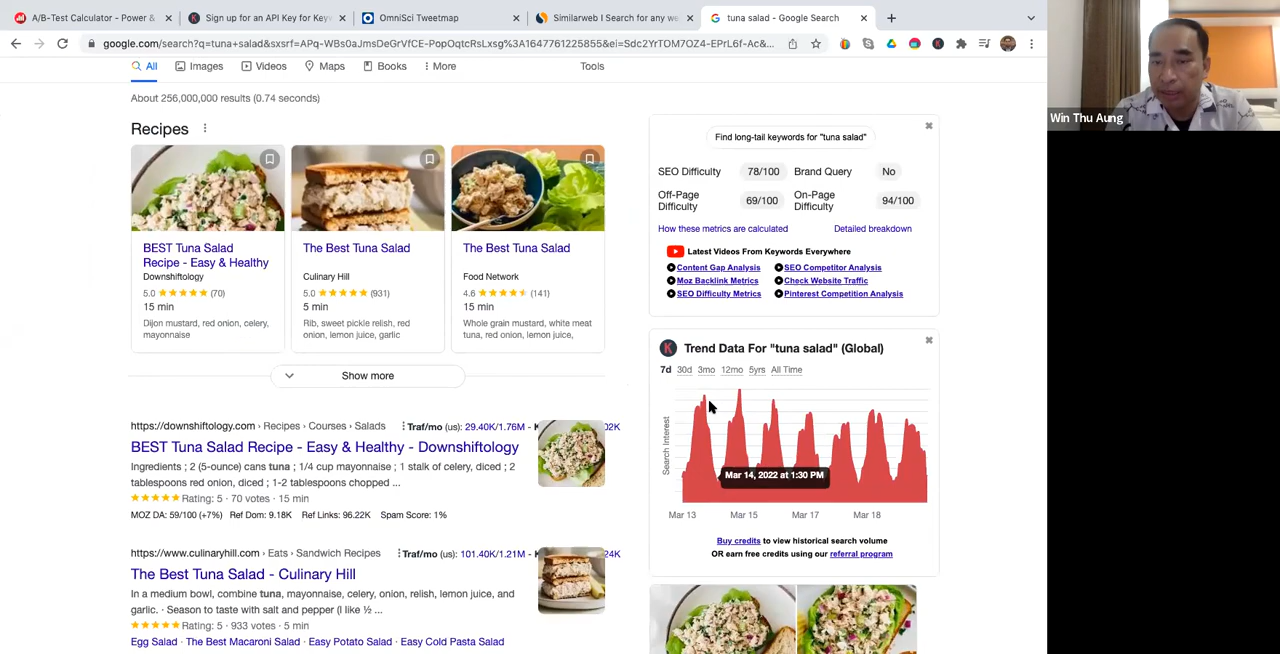 A/B-Test Calculator - Power &
Sign up for an API Key for Key
OmniSci Tweetmap
Similarweb | Search for any we
tuna salad - Google Search
google.com/search?q=tuna+salad&sxsrf=APq-WBs0aJmsDeGrVfCE-PopOqtcRsLxsg%3A1647761225855&ei=Sdc2YrTOM7OZ4-EPrL6f-Ac&...
All
Images
Videos
Maps
Books
More
Tools
About 256,000,000 results (0.74 seconds)
Recipes
BEST Tuna Salad
Recipe - Easy & Healthy
Downshiftology
5.0 (70)
15 min
Dijon mustard, red onion, celery,
mayonnaise
The Best Tuna Salad
Culinary Hill
5.0 (931)
5 min
Rib, sweet pickle relish, red
onion, lemon juice, garlic
The Best Tuna Salad
Food Network
4.6 (141)
15 min
Whole grain mustard, white meat
tuna, red onion, lemon juice,
Show more
https://downshiftology.com › Recipes › Courses › Salads
Traf/mo (us): 29.40K/1.76M - K
02K
BEST Tuna Salad Recipe - Easy & Healthy - Downshiftology
Ingredients ; 2 (5-ounce) cans tuna ; 1/4 cup mayonnaise ; 1 stalk of celery, diced ; 2
tablespoons red onion, diced ; 1-2 tablespoons chopped ...
Rating: 5 · 70 votes · 15 min
MOZ DA: 59/100 (+7%) Ref Dom: 9.18K Ref Links: 96.22K Spam Score: 1%
https://www.culinaryhill.com › Eats › Sandwich Recipes
Traf/mo (us): 101.40K/1.21M - K
24K
The Best Tuna Salad - Culinary Hill
In a medium bowl, combine tuna, mayonnaise, celery, onion, relish, lemon juice, and
garlic. · Season to taste with salt and pepper (I like ½ ...
Rating: 5 · 933 votes · 5 min
Egg Salad · The Best Macaroni Salad · Easy Potato Salad · Easy Cold Pasta Salad
Find long-tail keywords for "tuna salad"
SEO Difficulty 78/100 Brand Query No
Off-Page
Difficulty 69/100
On-Page
Difficulty 94/100
How these metrics are calculated
Detailed breakdown
Latest Videos From Keywords Everywhere
Content Gap Analysis
SEO Competitor Analysis
Moz Backlink Metrics
Check Website Traffic
SEO Difficulty Metrics
Pinterest Competition Analysis
K
Trend Data For "tuna salad" (Global)
7d 30d 3mo 12mo 5yrs All Time
Search Interest
Mar 14, 2022 at 1:30 PM
Mar 13 Mar 15 Mar 17 Mar 18
Buy credits to view historical search volume
OR earn free credits using our referral program
Win Thu Aung